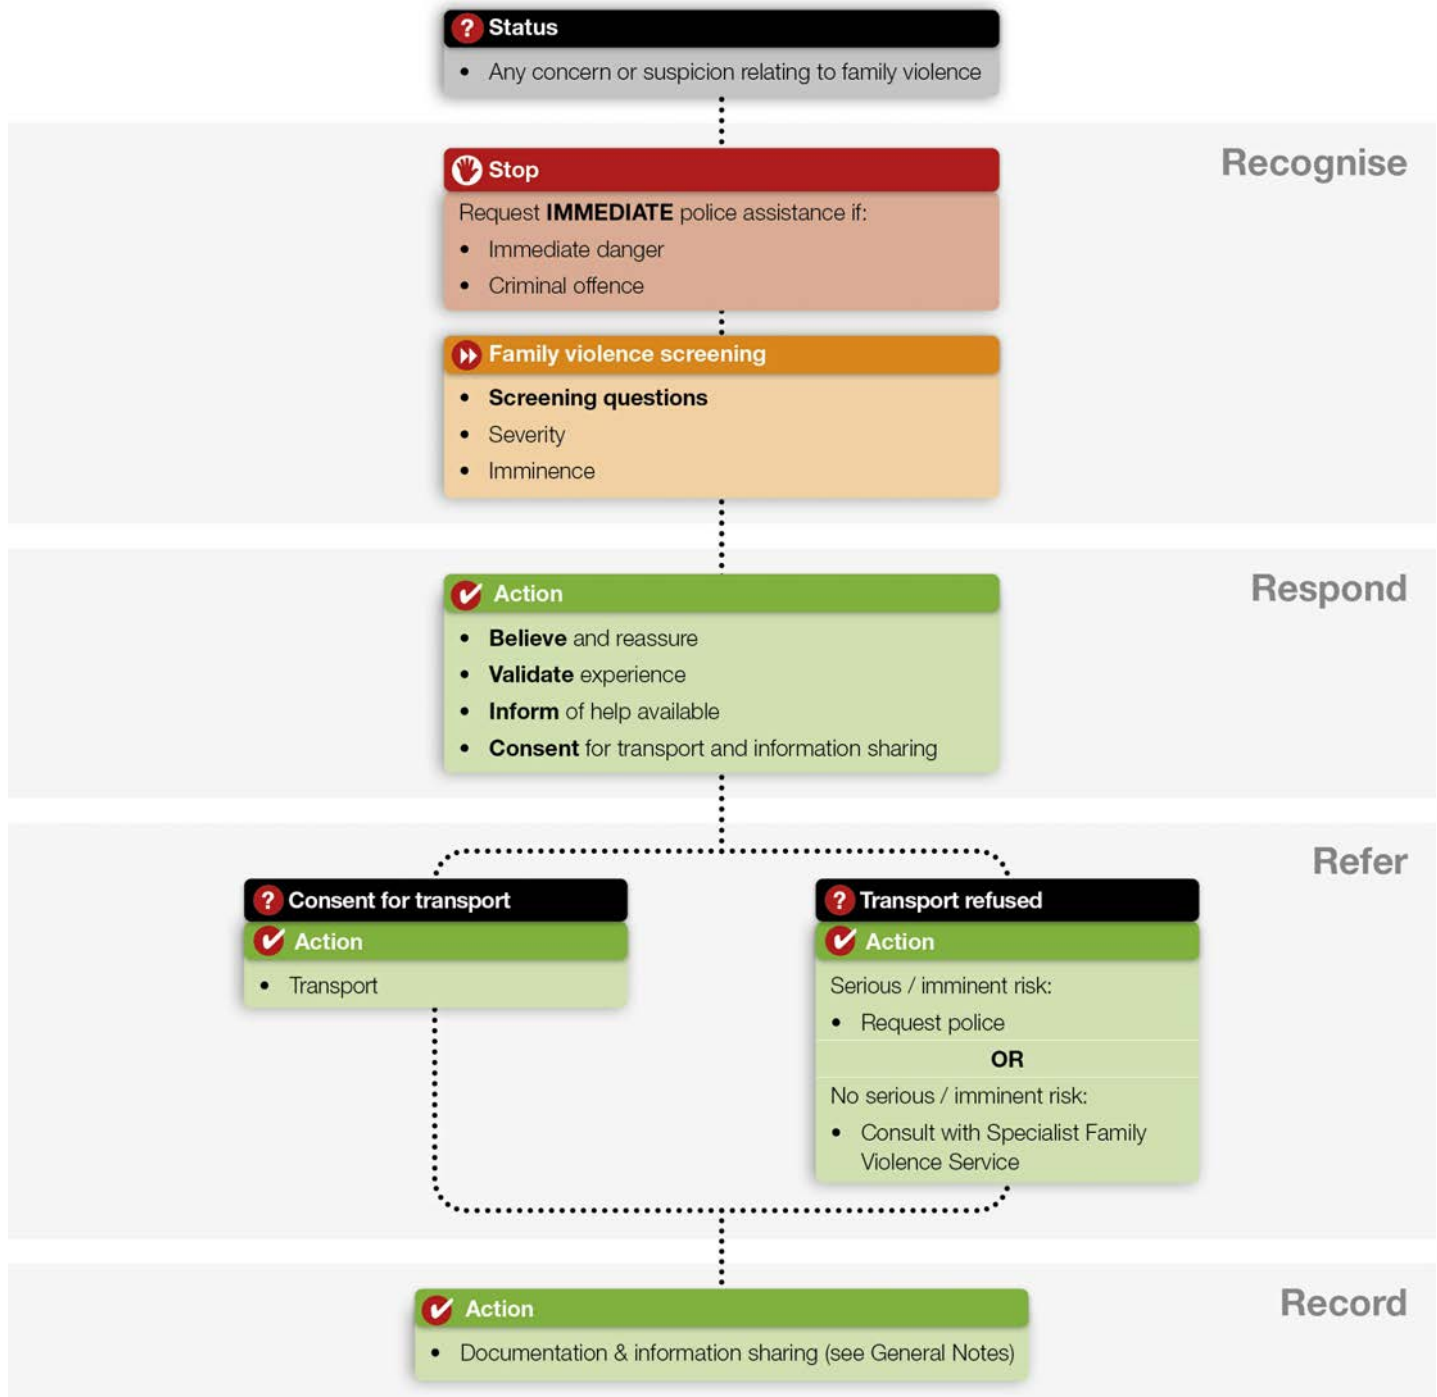 Status
• Any concern or suspicion relating to family violence
Recognise
Stop
Request IMMEDIATE police assistance if:
• Immediate danger
• Criminal offence
Family violence screening
• Screening questions
• Severity
• Imminence
Respond
Action
• Believe and reassure
• Validate experience
• Inform of help available
• Consent for transport and information sharing
Refer
Consent for transport
Action
• Transport
Transport refused
Action
Serious / imminent risk:
• Request police
OR
No serious / imminent risk:
• Consult with Specialist Family
Violence Service
Record
Action
• Documentation & information sharing (see General Notes)